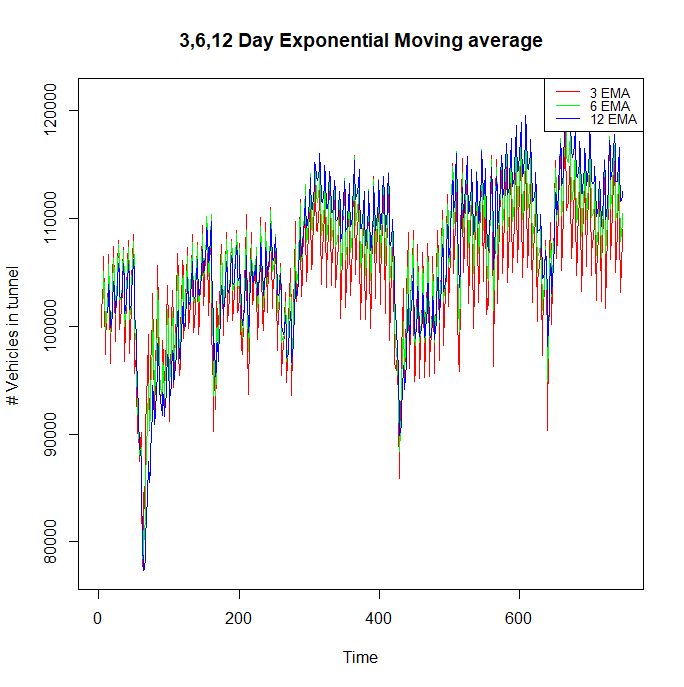 3,6,12 Day Exponential Moving average
3 EMA
6 EMA
12 EMA
120000
110000
100000
90000
80000
# Vehicles in tunnel
0
200
400
600
Time